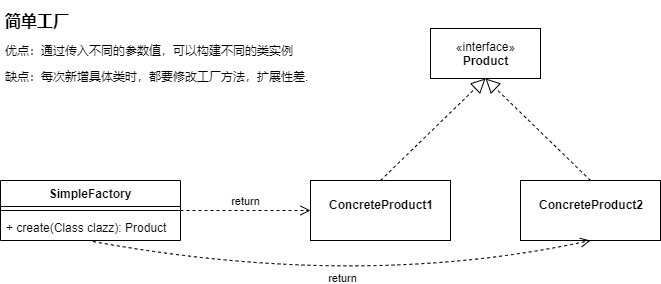 简单工厂
优点：通过传入不同的参数值，可以构建不同的类实例
缺点：每次新增具体类时，都要修改工厂方法，扩展性差.
«interface»
Product
SimpleFactory
+ create(Class clazz): Product
return
ConcreteProduct1
ConcreteProduct2
return